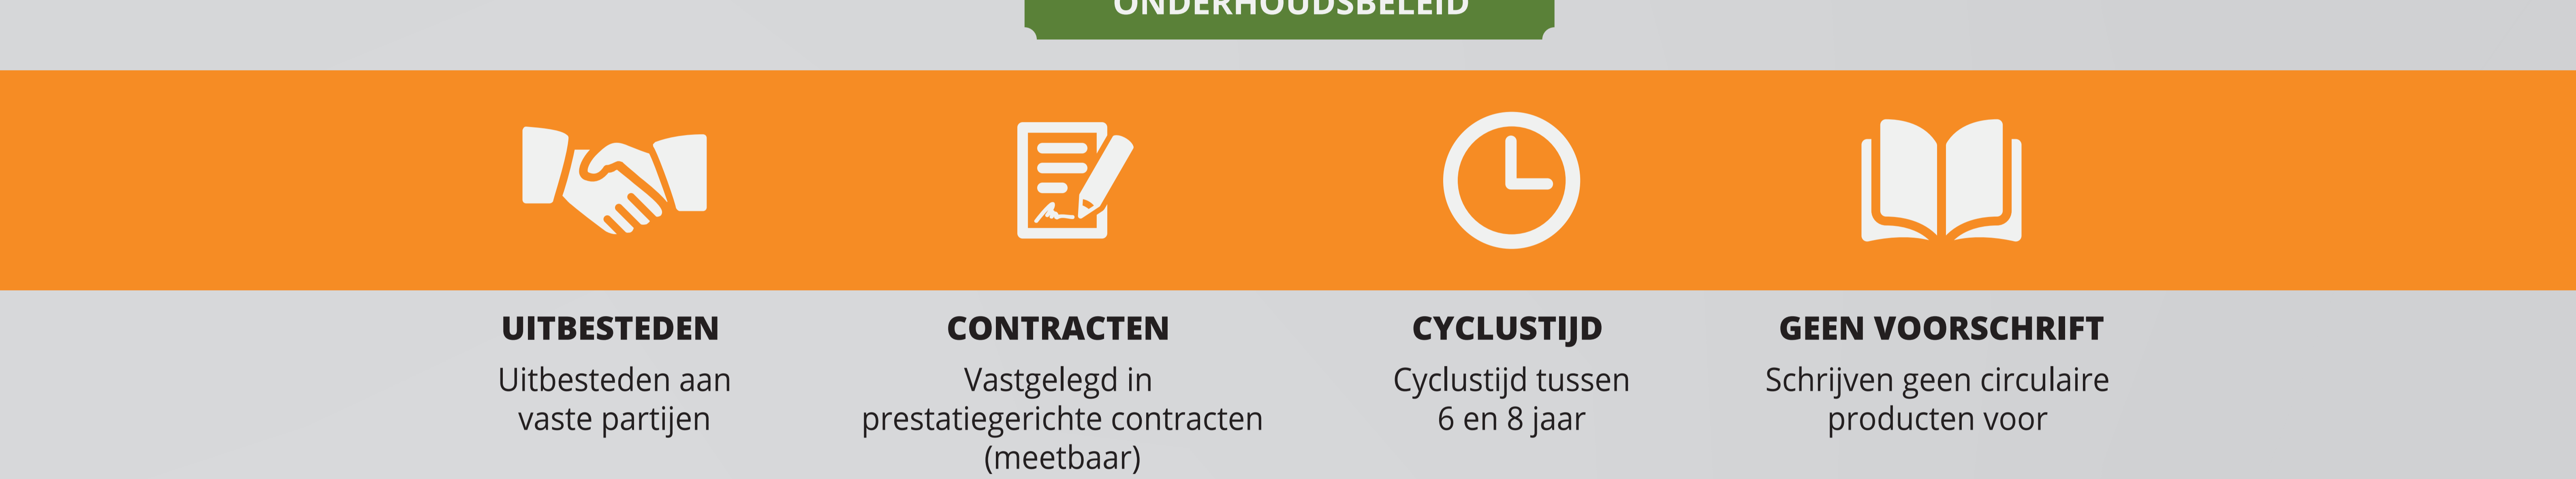 ONDERHOUDSBELEID
UITBESTEDEN
Uitbesteden aan
vaste partijen
CONTRACTEN
Vastgelegd in
prestatiegerichte contracten
(meetbaar)
CYCLUSTIJD
Cyclustijd tussen
6 en 8 jaar
GEEN VOORSCHRIFT
Schrijven geen circulaire
producten voor